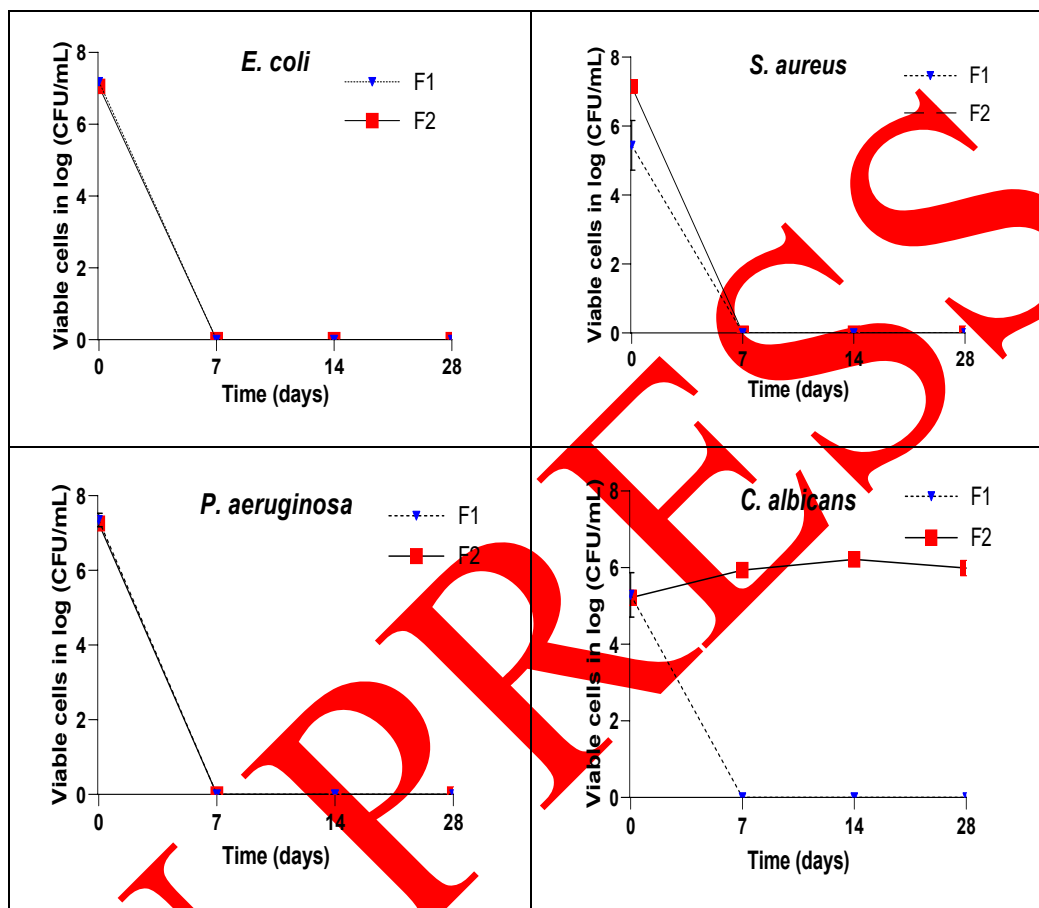 E. coli
F1
F2
Viable cells in log (CFU/mL)
8
6
4
2
0
0 7 14 28
Time (days)
S. aureus
F1
F2
Viable cells in log (CFU/mL)
8
6
4
2
0
0 7 14 28
Time (days)
P. aeruginosa
F1
F2
Viable cells in log (CFU/mL)
8
6
4
2
0
0 7 14 28
Time (days)
C. albicans
F1
F2
Viable cells in log (CFU/mL)
8
6
4
2
0
0 7 14 28
Time (days)
PRESS